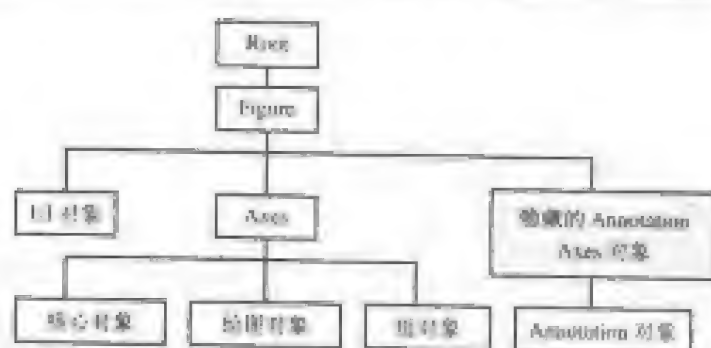 Root
Figure
UI 对象
Axes
隐藏的 Annotation
Axes 对象
核心对象
绘图对象
组对象
Annotation 对象